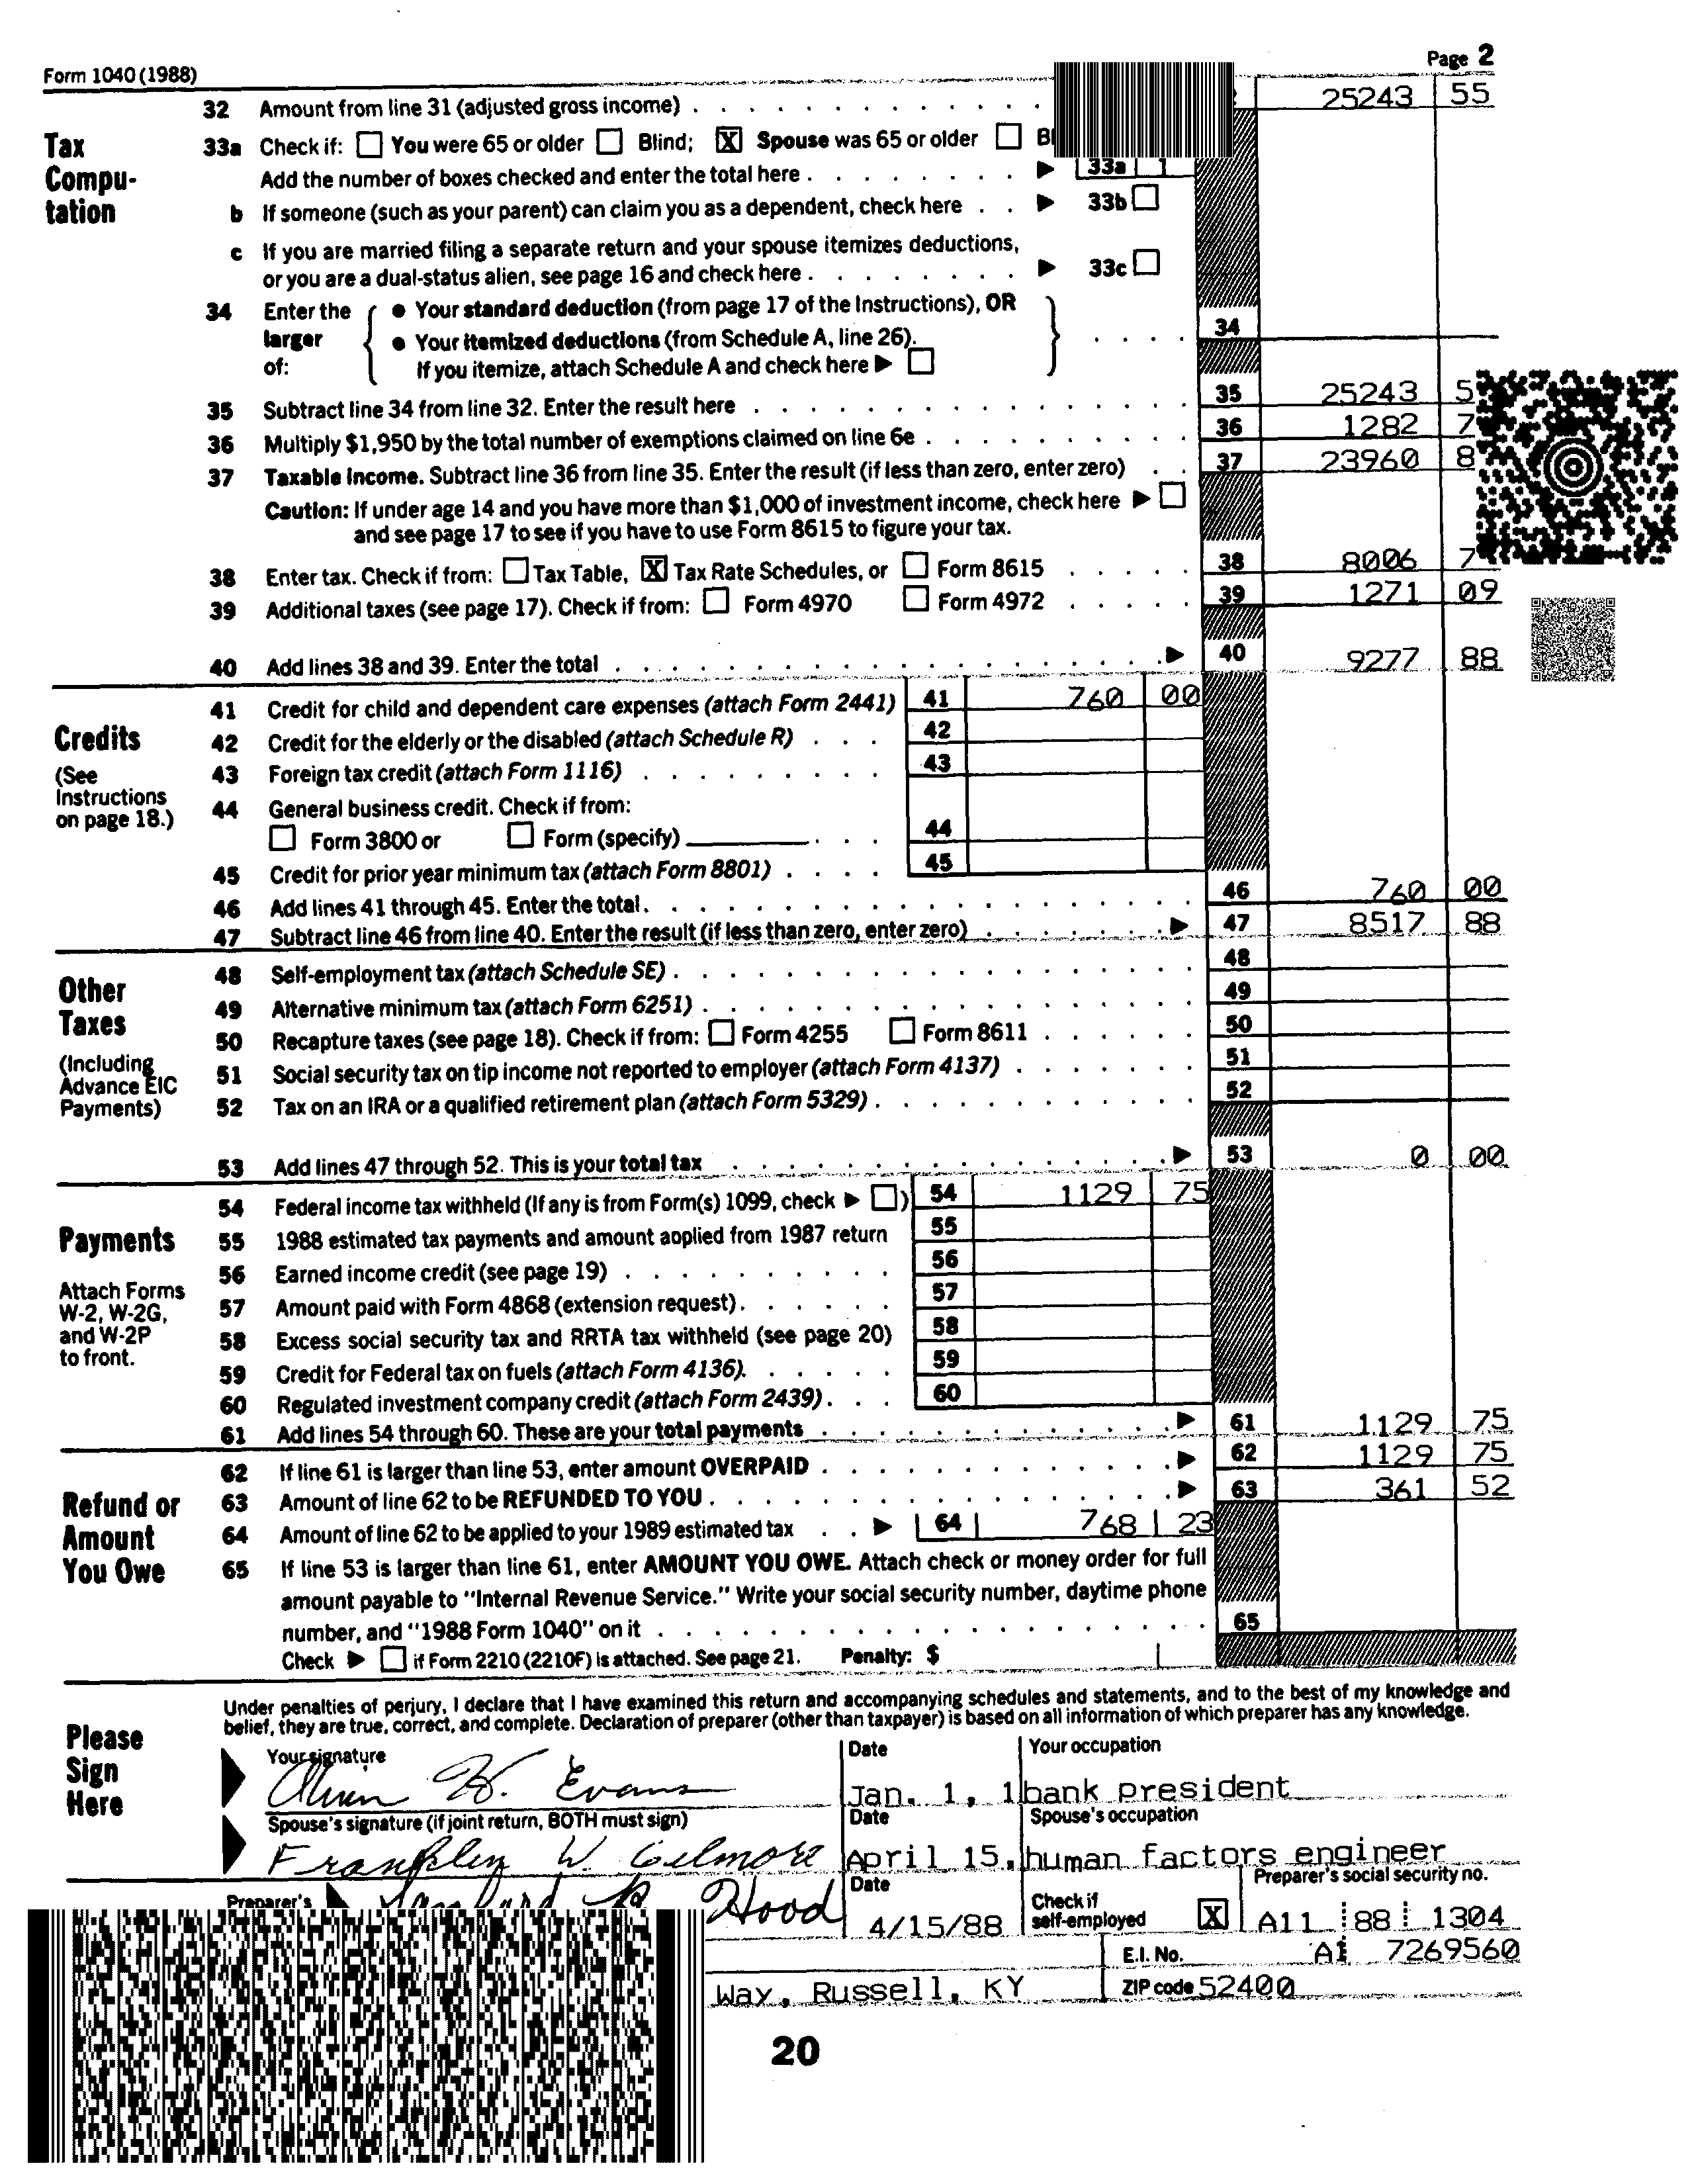 Form 1040 (1988)
Page 2
32 Amount from line 31 (adjusted gross income) 25243 55
Tax Compu-tation
33a Check if: You were 65 or older Blind; X Spouse was 65 or older
Add the number of boxes checked and enter the total here 33a 1
b If someone (such as your parent) can claim you as a dependent, check here 33b
c If you are married filing a separate return and your spouse itemizes deductions,
or you are a dual-status alien, see page 16 and check here 33c
34 Enter the larger of:
• Your standard deduction (from page 17 of the Instructions), OR
• Your itemized deductions (from Schedule A, line 26).
If you itemize, attach Schedule A and check here
34
35 Subtract line 34 from line 32. Enter the result here 35 25243 5
36 Multiply $1,950 by the total number of exemptions claimed on line 6e 36 1282 7
37 Taxable income. Subtract line 36 from line 35. Enter the result (if less than zero, enter zero) 37 23960 8
Caution: If under age 14 and you have more than $1,000 of investment income, check here
and see page 17 to see if you have to use Form 8615 to figure your tax.
38 Enter tax. Check if from: Tax Table, X Tax Rate Schedules, or Form 8615 38 8006 7
39 Additional taxes (see page 17). Check if from: Form 4970 Form 4972 39 1271 09
40 Add lines 38 and 39. Enter the total 40 9277 88
Credits
(See Instructions on page 18.)
41 Credit for child and dependent care expenses (attach Form 2441) 41 760 00
42 Credit for the elderly or the disabled (attach Schedule R) 42
43 Foreign tax credit (attach Form 1116) 43
44 General business credit. Check if from:
Form 3800 or Form (specify) 44
45 Credit for prior year minimum tax (attach Form 8801) 45
46 Add lines 41 through 45. Enter the total 46 760 00
47 Subtract line 46 from line 40. Enter the result (if less than zero, enter zero) 47 8517 88
Other Taxes
(Including Advance EIC Payments)
48 Self-employment tax (attach Schedule SE) 48
49 Alternative minimum tax (attach Form 6251) 49
50 Recapture taxes (see page 18). Check if from: Form 4255 Form 8611 50
51 Social security tax on tip income not reported to employer (attach Form 4137) 51
52 Tax on an IRA or a qualified retirement plan (attach Form 5329) 52
53 Add lines 47 through 52. This is your total tax 53 0 00
Payments
Attach Forms W-2, W-2G, and W-2P to front.
54 Federal income tax withheld (If any is from Form(s) 1099, check ) 54 1129 75
55 1988 estimated tax payments and amount applied from 1987 return 55
56 Earned income credit (see page 19) 56
57 Amount paid with Form 4868 (extension request) 57
58 Excess social security tax and RRTA tax withheld (see page 20) 58
59 Credit for Federal tax on fuels (attach Form 4136) 59
60 Regulated investment company credit (attach Form 2439) 60
61 Add lines 54 through 60. These are your total payments 61 1129 75
Refund or Amount You Owe
62 If line 61 is larger than line 53, enter amount OVERPAID 62 1129 75
63 Amount of line 62 to be REFUNDED TO YOU 63 361 52
64 Amount of line 62 to be applied to your 1989 estimated tax 64 768 23
65 If line 53 is larger than line 61, enter AMOUNT YOU OWE. Attach check or money order for full
amount payable to "Internal Revenue Service." Write your social security number, daytime phone
number, and "1988 Form 1040" on it 65
Check if Form 2210 (2210F) is attached. See page 21. Penalty: $
Please Sign Here
Under penalties of perjury, I declare that I have examined this return and accompanying schedules and statements, and to the best of my knowledge and
belief, they are true, correct, and complete. Declaration of preparer (other than taxpayer) is based on all information of which preparer has any knowledge.
Your signature Date Your occupation
W. Evans Jan. 1, 1 bank president
Spouse's signature (if joint return, BOTH must sign) Date Spouse's occupation
Franklin W. Gilmore April 15, human factors engineer
Preparer's Hood Date 4/15/88 Check if self-employed X Preparer's social security no. A11 88 1304
E.I. No. A1 7269560
Way, Russell, KY ZIP code 52400
20